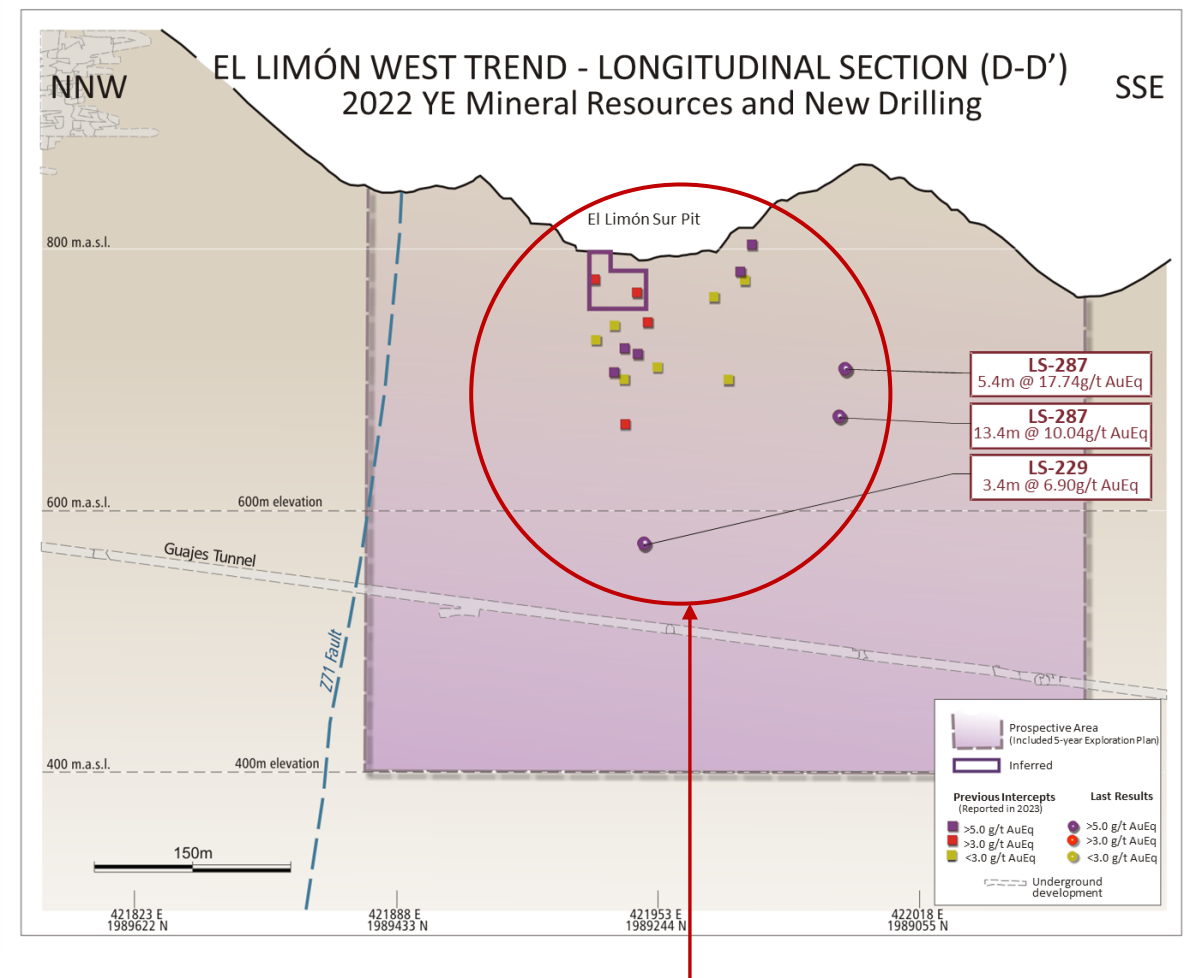 EL LIMÓN WEST TREND - LONGITUDINAL SECTION (D-D’)
2022 YE Mineral Resources and New Drilling
NNW
SSE
El Limón Sur Pit
800 m.a.s.l.
LS-287
5.4m @ 17.74g/t AuEq
LS-287
13.4m @ 10.04g/t AuEq
LS-229
3.4m @ 6.90g/t AuEq
600 m.a.s.l.
600m elevation
Guajes Tunnel
Z71 Fault
400 m.a.s.l.
400m elevation
150m
Prospective Area
(Included 5-year Exploration Plan)
Inferred
Previous Intercepts
(Reported in 2023)
>5.0 g/t AuEq
>3.0 g/t AuEq
<3.0 g/t AuEq
Last Results
>5.0 g/t AuEq
>3.0 g/t AuEq
<3.0 g/t AuEq
Underground
development
421823 E
1989622 N
421888 E
1989433 N
421953 E
1989244 N
422018 E
1989055 N